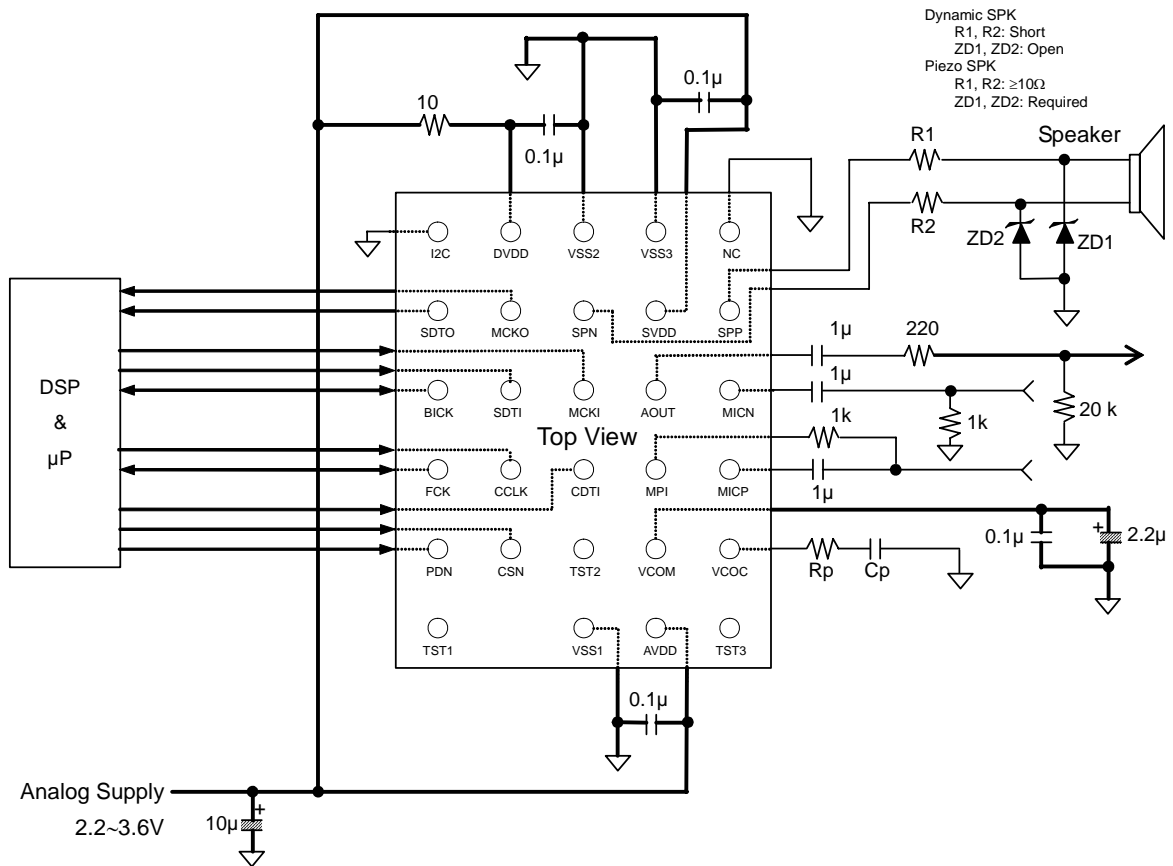 Dynamic SPK
R1, R2: Short
ZD1, ZD2: Open
Piezo SPK
R1, R2: ≥10Ω
ZD1, ZD2: Required
0.1μ
10
0.1μ
R1
Speaker
R2
ZD2
ZD1
I2C
DVDD
VSS2
VSS3
NC
SDTO
MCKO
SPN
SVDD
SPP
1μ
220
DSP
&
μP
1μ
BICK
SDTI
MCKI
AOUT
MICN
20 k
1k
1k
Top View
FCK
CCLK
CDTI
MPI
MICP
1μ
0.1μ
+
2.2μ
PDN
CSN
TST2
VCOM
VCOC
Rp
Cp
TST1
VSS1
AVDD
TST3
0.1μ
Analog Supply
2.2~3.6V
10μ
+